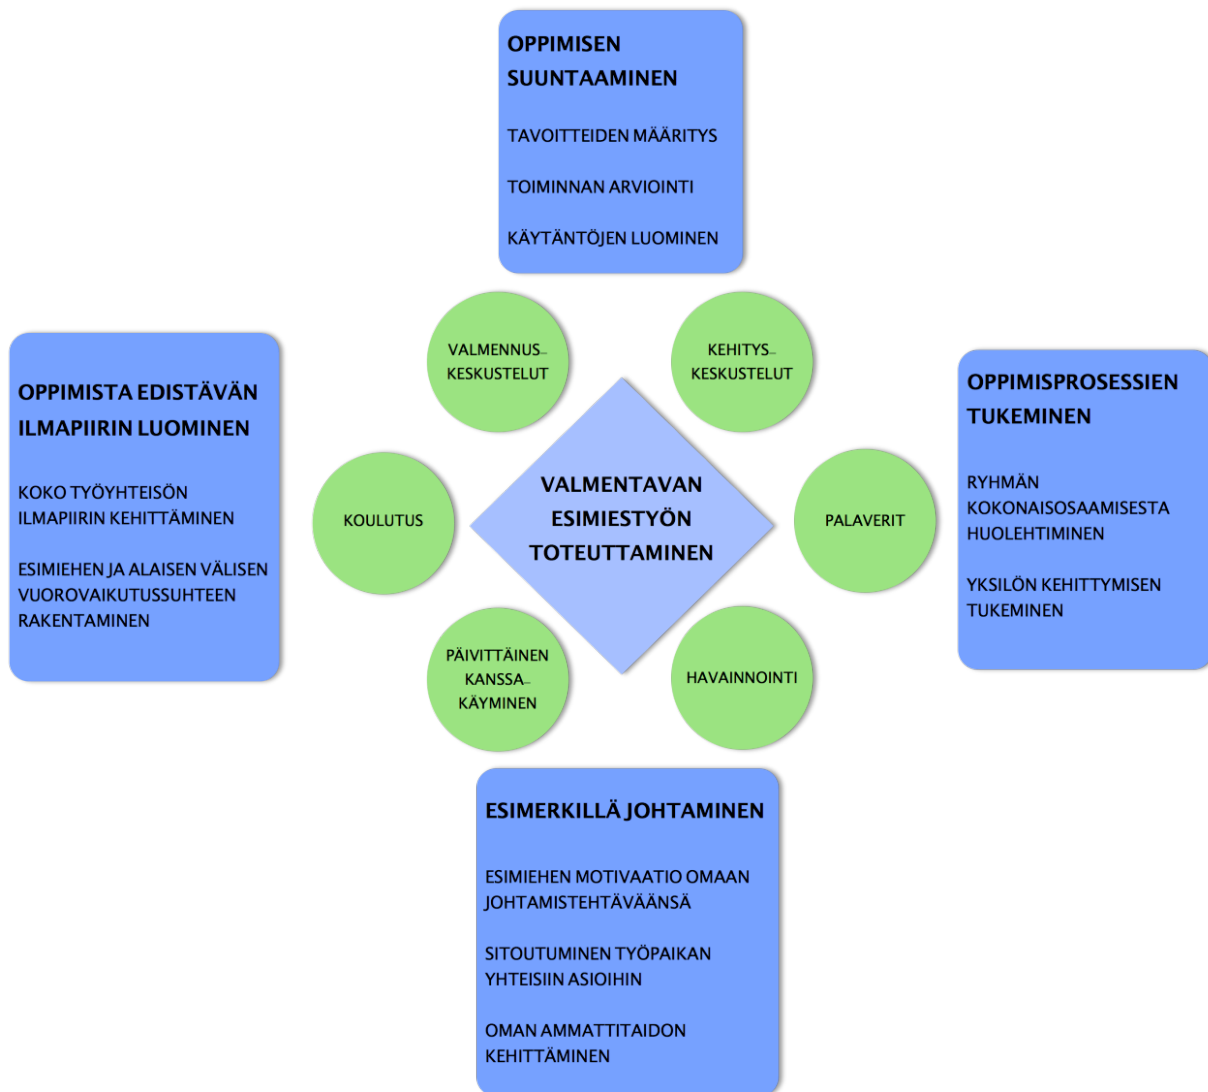 OPPIMISEN
SUUNTAAMINEN
TAVOITTEIDEN MÄÄRITYS
TOIMINNAN ARVIOINTI
KÄYTÄNTÖJEN LUOMINEN
VALMENNUS-
KESKUSTELUT
KEHITYS-
KESKUSTELUT
OPPIMISTA EDISTÄVÄN
ILMAPIIRIN LUOMINEN
KOKO TYÖYHTEISÖN
ILMAPIIRIN KEHITTÄMINEN
ESIMIEHEN JA ALAISEN VÄLISEN
VUOROVAIKUTUSSUHTEEN
RAKENTAMINEN
KOULUTUS
VALMENTAVAN
ESIMIESTYÖN
TOTEUTTAMINEN
PALAVERIT
OPPIMISPROSESSIEN
TUKEMINEN
RYHMÄN
KOKONAISOSAAMISESTA
HUOLEHTIMINEN
YKSILÖN KEHITTYMISEN
TUKEMINEN
PÄIVITTÄINEN
KANSSA-
KÄYMINEN
HAVAINNOINTI
ESIMERKILLÄ JOHTAMINEN
ESIMIEHEN MOTIVAATIO OMAAN
JOHTAMISTEHTÄVÄÄNSÄ
SITOUTUMINEN TYÖPAIKAN
YHTEISIIN ASIOIHIN
OMAN AMMATTITAIDON
KEHITTÄMINEN